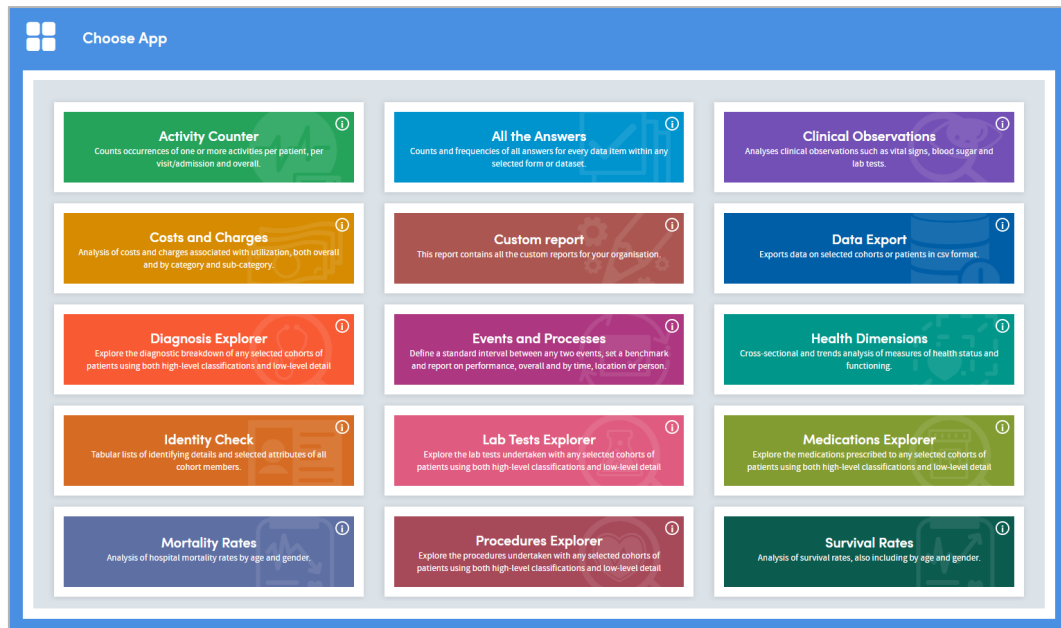 Choose App
Activity Counter
Counts occurrences of one or more activities per patient, per
visit/admission and overall.
All the Answers
Counts and frequencies of all answers for every data item within any
selected form or dataset.
Clinical Observations
Analyses clinical observations such as vital signs, blood sugar and
lab tests.
Costs and Charges
Analysis of costs and charges associated with utilization, both overall
and by category and sub-category.
Custom report
This report contains all the custom reports for your organisation.
Data Export
Exports data on selected cohorts or patients in csv format.
Diagnosis Explorer
Explore the diagnostic breakdown of any selected cohorts of
patients using both high-level classifications and low-level detail
Events and Processes
Define a standard interval between any two events, set a benchmark
and report on performance, overall and by time, location or person.
Health Dimensions
Cross-sectional and trends analysis of measures of health status and
functioning.
Identity Check
Tabular lists of identifying details and selected attributes of all
cohort members.
Lab Tests Explorer
Explore the lab tests undertaken with any selected cohorts of
patients using both high-level classifications and low-level detail
Medications Explorer
Explore the medications prescribed to any selected cohorts of
patients using both high-level classifications and low-level detail
Mortality Rates
Analysis of hospital mortality rates by age and gender.
Procedures Explorer
Explore the procedures undertaken with any selected cohorts of
patients using both high-level classifications and low-level detail
Survival Rates
Analysis of survival rates, also including by age and gender.